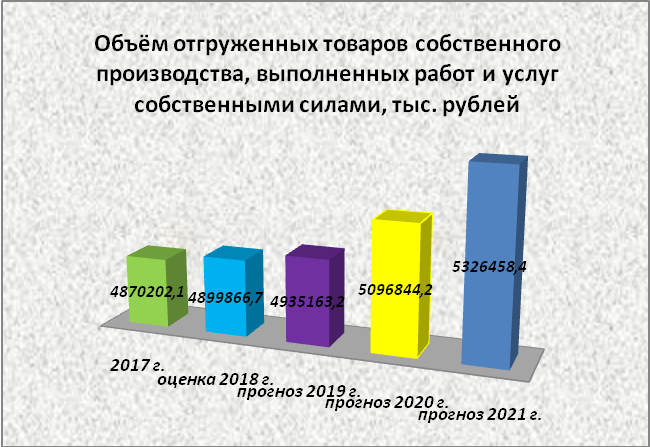 Объём отгруженных товаров собственного
производства, выполненных работ и услуг
собственными силами, тыс. рублей
4870202,1
4899866,7
4935163,2
5096844,2
5326458,4
2017 г.
оценка 2018 г.
прогноз 2019 г.
прогноз 2020 г.
прогноз 2021 г.